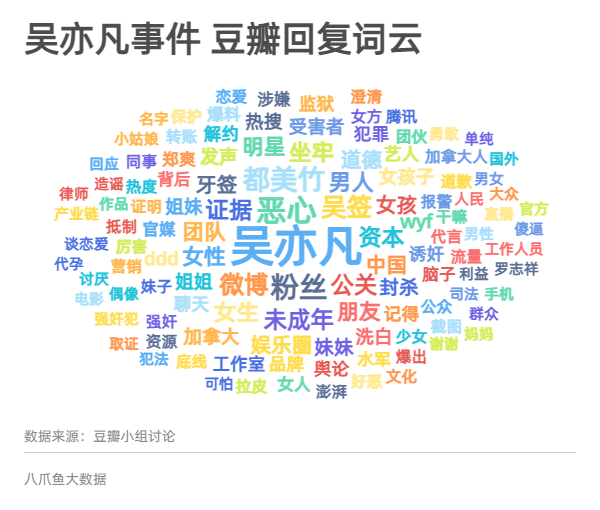 吴亦凡事件 豆瓣回复词云
恋爱 涉嫌 监狱 澄清
名字 保护 爆料 热搜 受害者 女方 腾讯
小姑娘 转账 解约 明星 坐牢 犯罪 团伙 勇敢 单纯
回应 同事 郑爽 发声 道德 艺人 加拿大人 国外
律师 造谣 热度 背后 牙签 都美竹 男人 女孩子 道歉 男女
产业链 作品 证明 姐妹 证据 恶心 吴签 女孩 报警 人民 大众
抵制 官媒 团队 wyf 干嘛 直播 官方
谈恋爱 厉害 女性 吴亦凡 资本 代言 男性 傻逼
代孕 营销 ddd 中国 诱奸 流量 工作人员
讨厌 妹子 姐姐 微博 粉丝 公关 封杀 脑子 利益 罗志祥
电影 偶像 聊天 女生 朋友 记得 公众 司法 手机
强奸犯 强奸 未成年 截图 群众
取证 资源 加拿大 娱乐圈 妹妹 洗白 少女 谢谢 妈妈
犯法 底线 工作室 品牌 舆论 水军 爆出
可怕 拉皮 女人 澎湃 好恶 文化
数据来源：豆瓣小组讨论
八爪鱼大数据